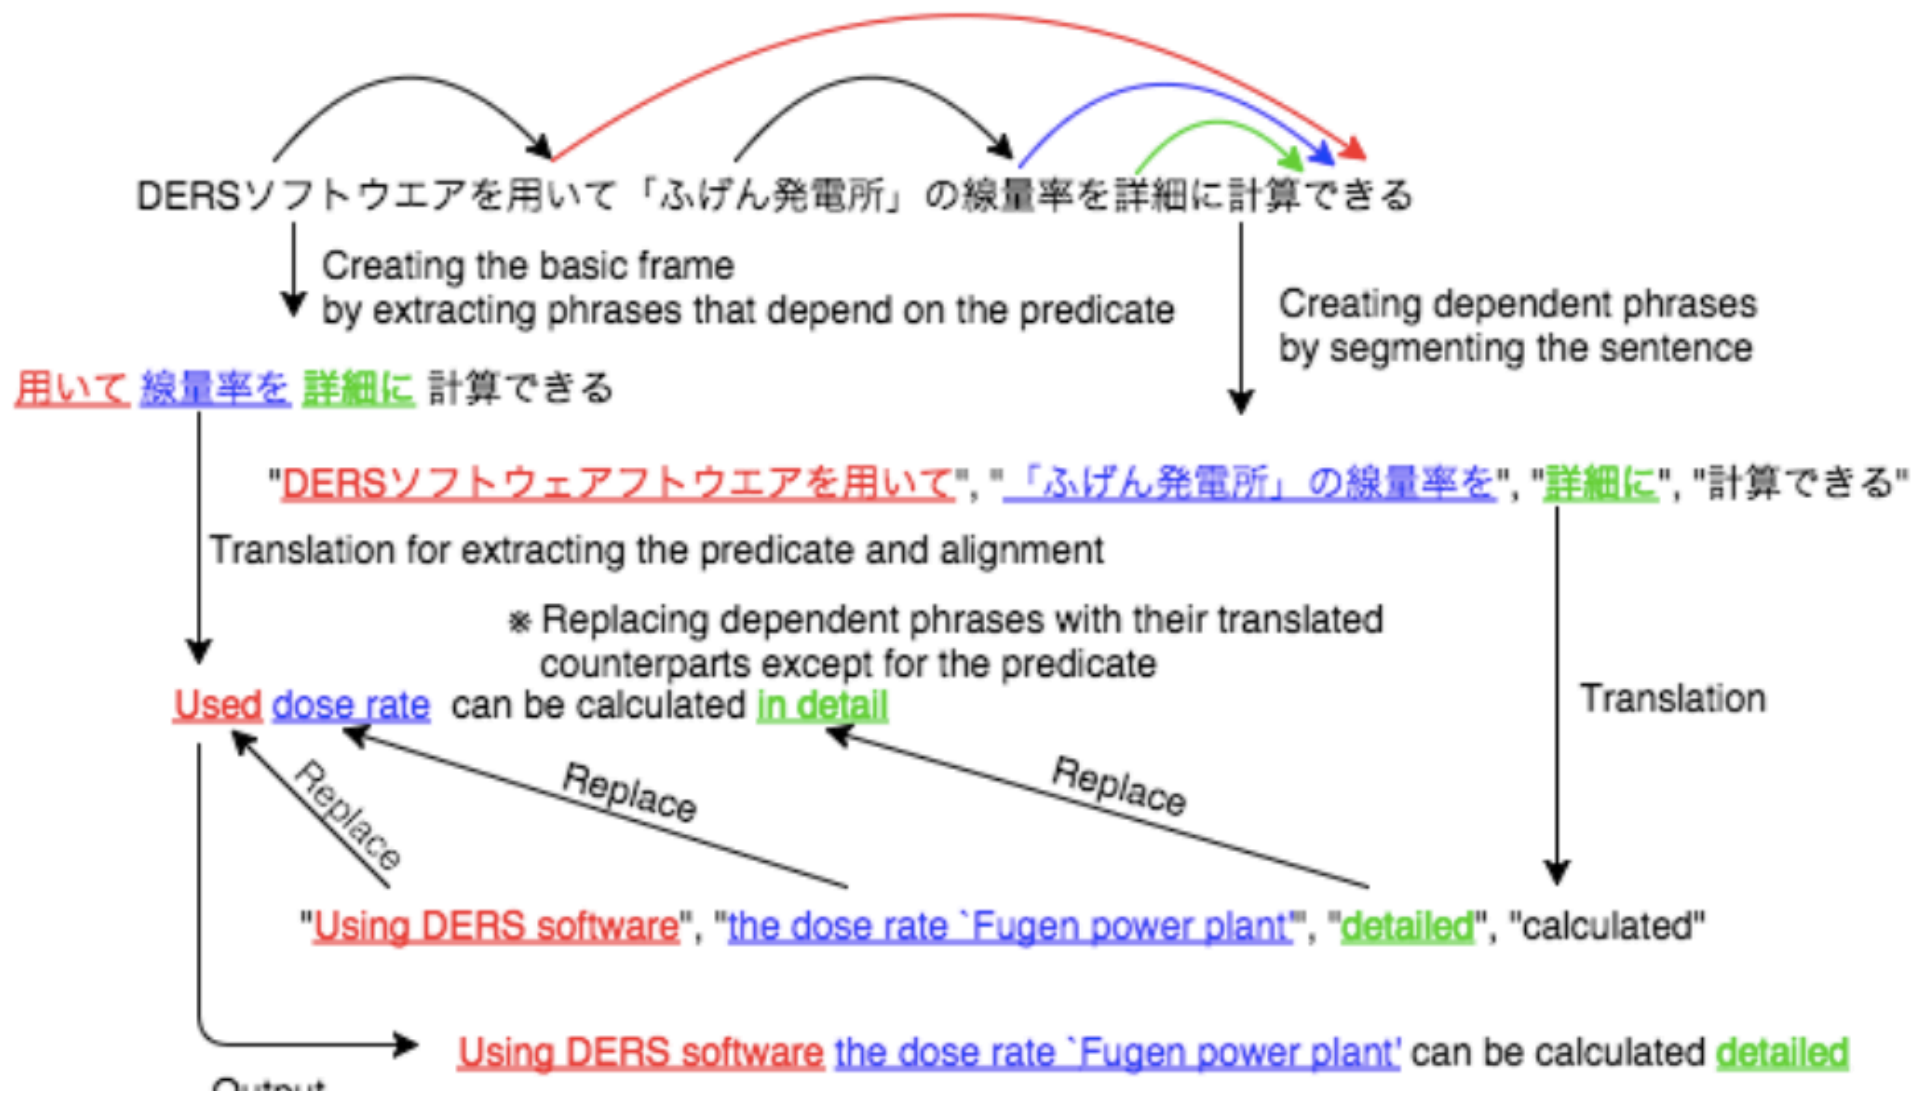 DERSソフトウエアを用いて「ふげん発電所」の線量率を詳細に計算できる
Creating the basic frame
by extracting phrases that depend on the predicate
Creating dependent phrases
by segmenting the sentence
用いて 線量率を 詳細に 計算できる
"DERSソフトウェアフトウエアを用いて", "「ふげん発電所」の線量率を", "詳細に", "計算できる"
Translation for extracting the predicate and alignment
※ Replacing dependent phrases with their translated
counterparts except for the predicate
Used dose rate can be calculated in detail
Translation
Replace
Replace
Replace
"Using DERS software", "the dose rate `Fugen power plant'", "detailed", "calculated"
Using DERS software the dose rate `Fugen power plant' can be calculated detailed
Output